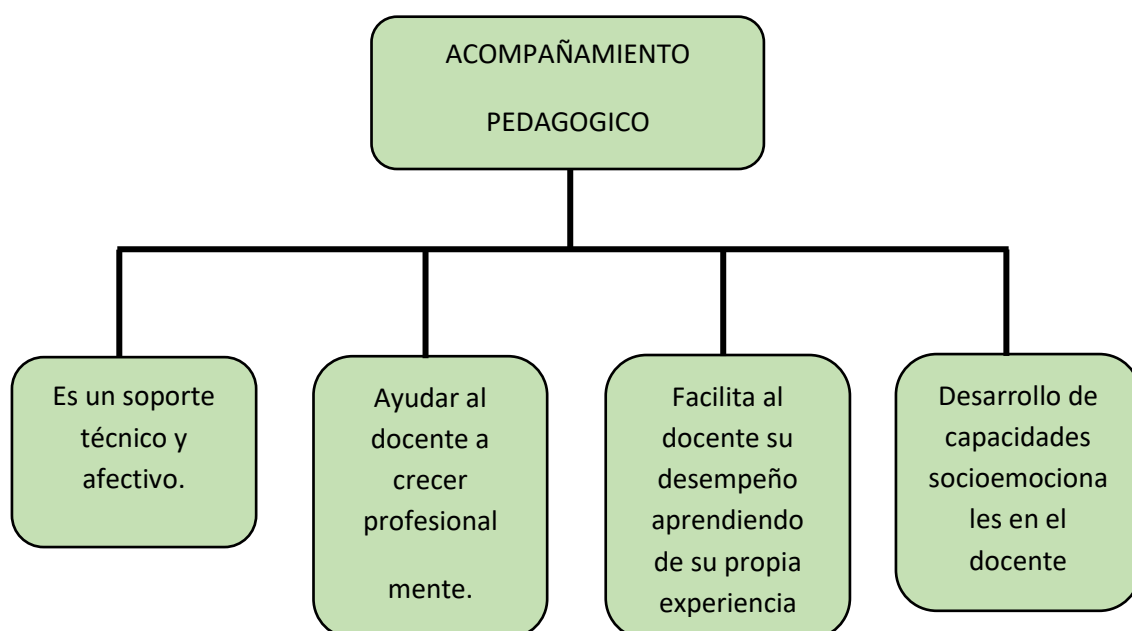 ACOMPAÑAMIENTO
PEDAGOGICO
Es un soporte
técnico y
afectivo.
Ayudar al
docente a
crecer
profesional
mente.
Facilita al
docente su
desempeño
aprendiendo
de su propia
experiencia
Desarrollo de
capacidades
socioemociona
les en el
docente